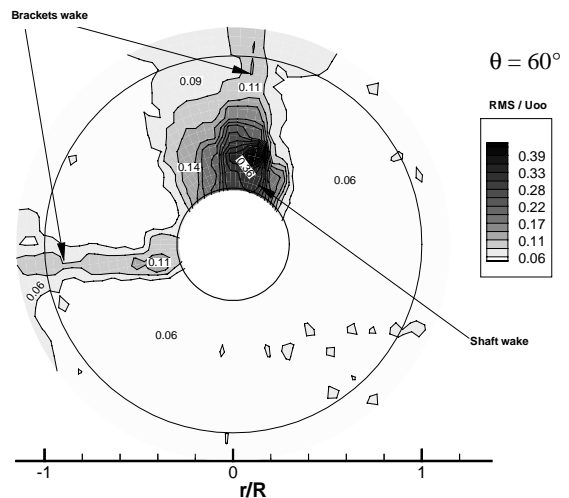 Brackets wake
θ = 60°
RMS / Uoo
0.39
0.33
0.28
0.22
0.17
0.11
0.06
0.09
0.11
0.14
0.36
0.06
0.11
0.06
0.06
Shaft wake
-1 0 1
r/R